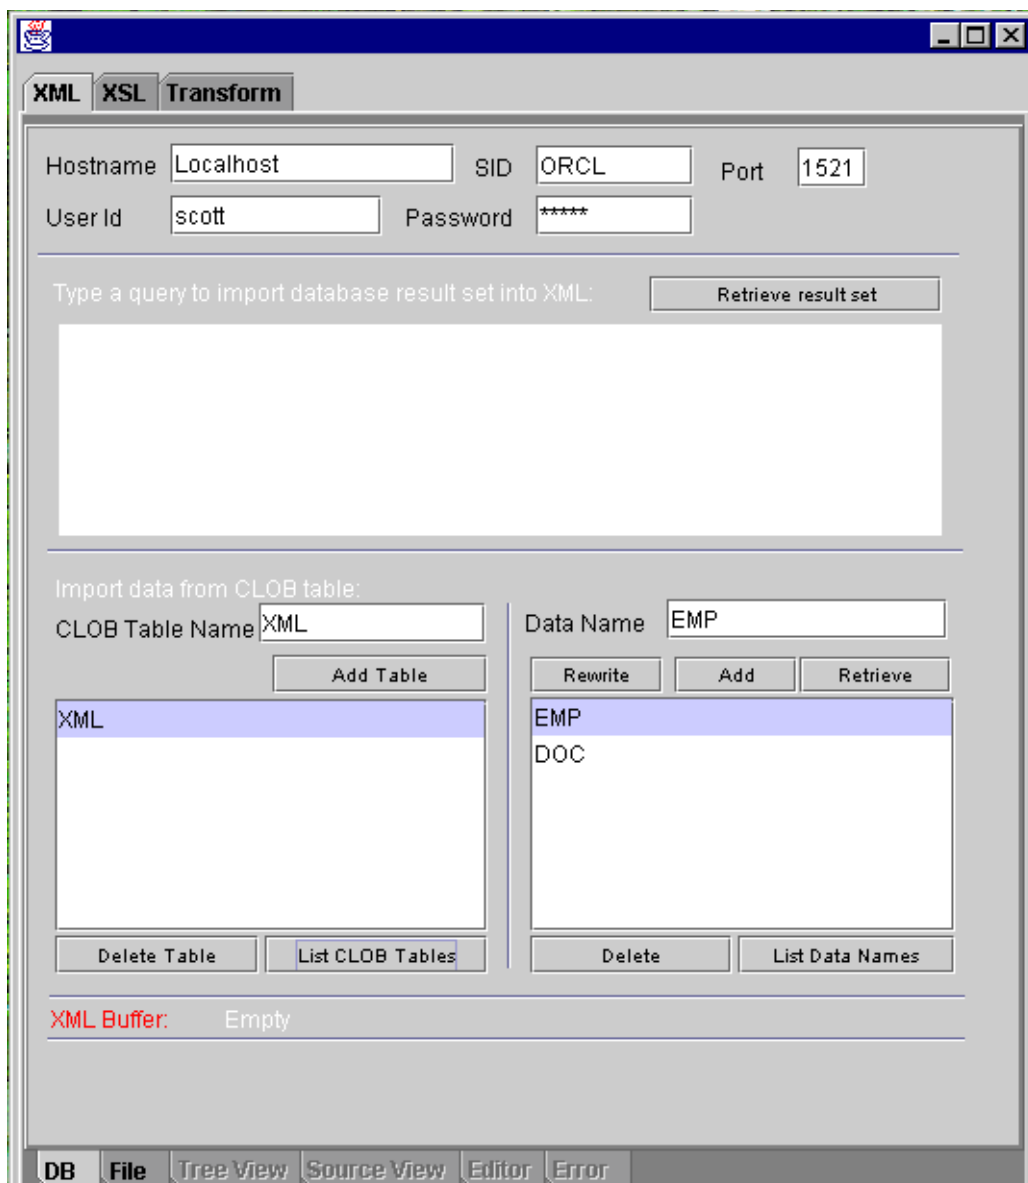 XML XSL Transform
Hostname Localhost SID ORCL Port 1521
User Id scott Password *****
Type a query to import database result set into XML: Retrieve result set
Import data from CLOB table:
CLOB Table Name XML Data Name EMP
Add Table Rewrite Add Retrieve
XML EMP
DOC
Delete Table List CLOB Tables Delete List Data Names
XML Buffer: Empty
DB File Tree View Source View Editor Error